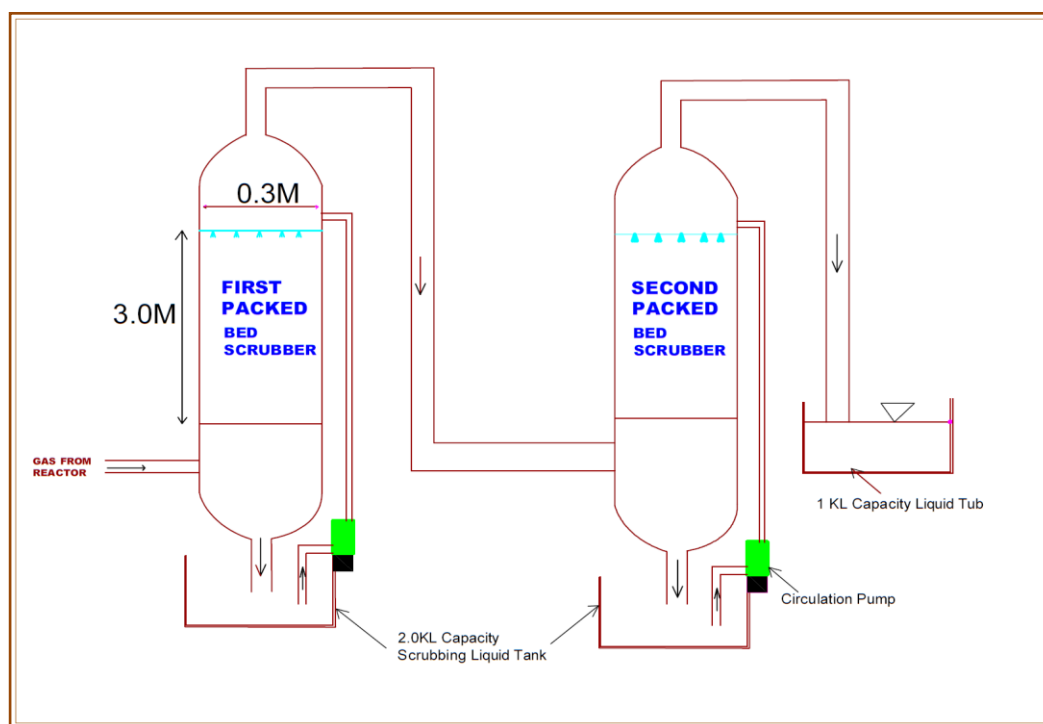 0.3M
3.0M
FIRST
PACKED
BED
SCRUBBER
SECOND
PACKED
BED
SCRUBBER
GAS FROM
REACTOR
1 KL Capacity Liquid Tub
Circulation Pump
2.0KL Capacity
Scrubbing Liquid Tank